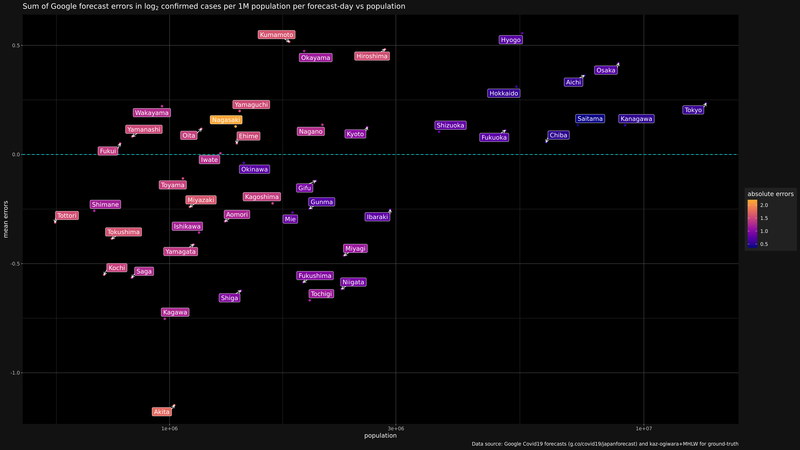 Sum of Google forecast errors in log2 confirmed cases per 1M population per forecast-day vs population
Kumamoto
Hyogo
0.5
Okayama
Hiroshima
Osaka
Aichi
Hokkaido
Yamaguchi
Tokyo
Wakayama
Nagasaki
Saitama
Kanagawa
Shizuoka
Yamanashi
Nagano
Kyoto
Oita
Ehime
Fukuoka
Chiba
Fukui
0.0
Iwate
Okinawa
Toyama
Gifu
absolute errors
Kagoshima
2.0
Miyazaki
Gunma
Shimane
1.5
mean errors
Tottori
Aomori
Mie
Ibaraki
1.0
Ishikawa
Tokushima
0.5
Yamagata
Miyagi
-0.5
Kochi
Saga
Fukushima
Niigata
Shiga
Tochigi
Kagawa
-1.0
Akita
1e+06
3e+06
1e+07
population
Data source: Google Covid19 forecasts (g.co/covid19/japanforecast) and kaz-ogiwara+MHLW for ground-truth